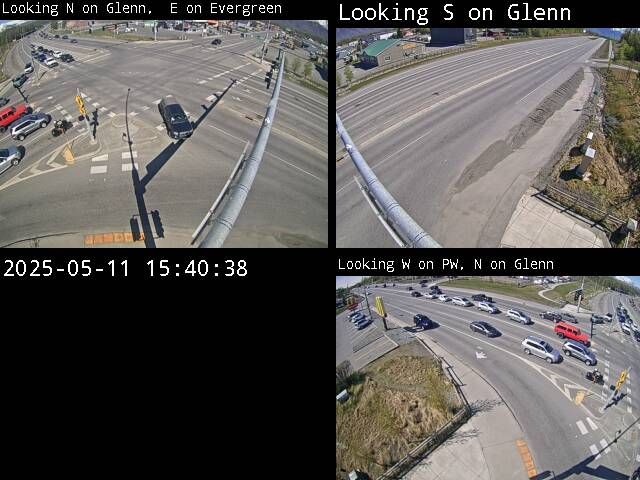 Looking N on Glenn, E on Evergreen
Looking S on Glenn
2025-05-11 15:40:38
Looking W on PW, N on Glenn